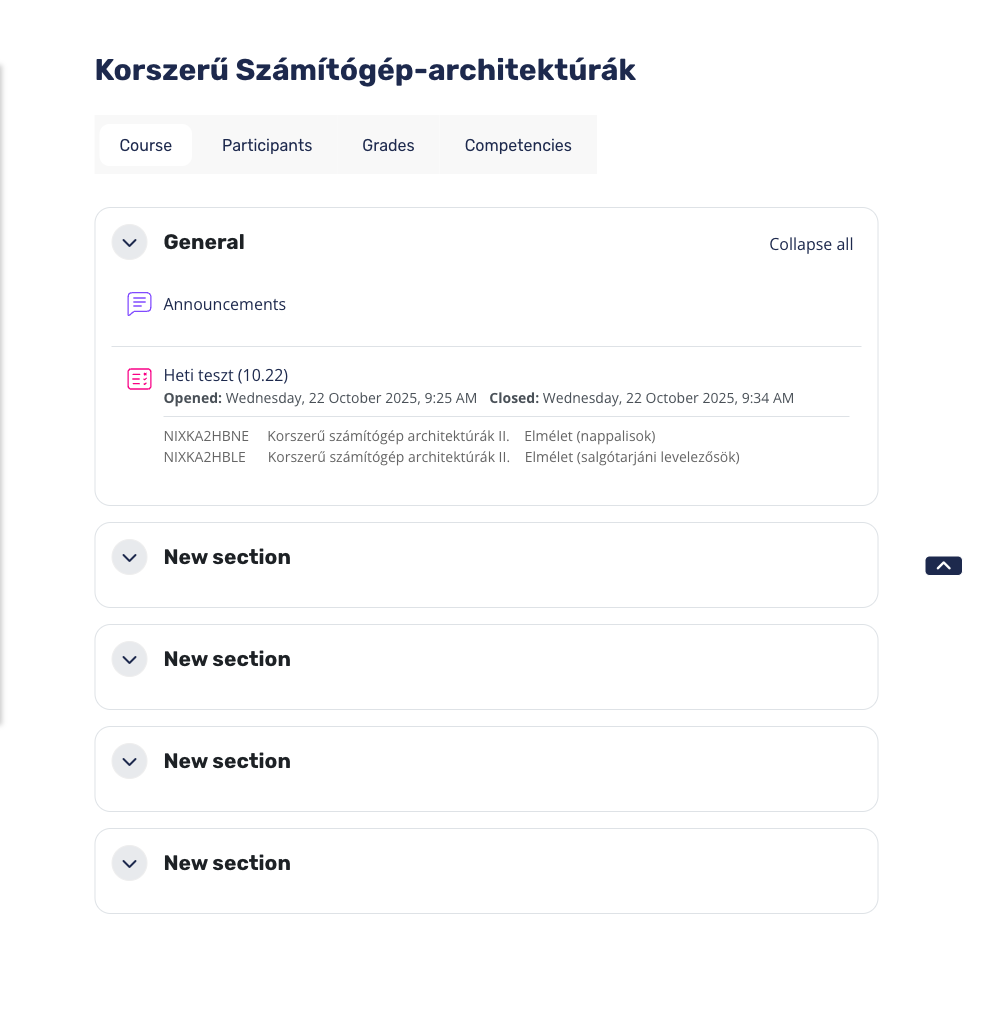 Korszerű Számítógép-architektúrák
Course Participants Grades Competencies
General
Collapse all
Announcements
Heti teszt (10.22)
Opened: Wednesday, 22 October 2025, 9:25 AM Closed: Wednesday, 22 October 2025, 9:34 AM
NIXKA2HBNE Korszerű számítógép architektúrák II. Elmélet (nappalisok)
NIXKA2HBLE Korszerű számítógép architektúrák II. Elmélet (salgótarjáni levelezősök)
New section
New section
New section
New section